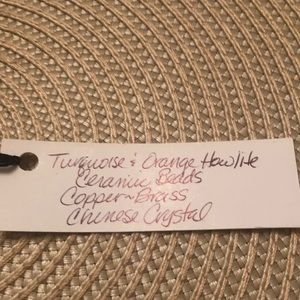 Turquoise & Orange Howlite
Ceramic Beads
Copper~Brass
Chinese Crystal